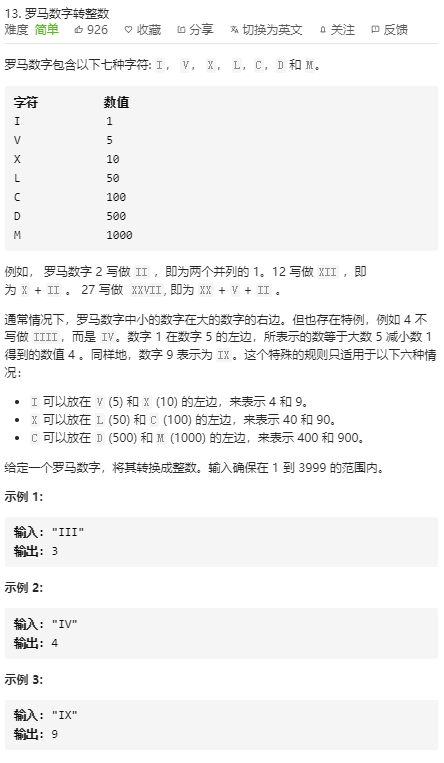 13. 罗马数字转整数
难度 简单 926 收藏 分享 切换为英文 关注 反馈
罗马数字包含以下七种字符: I， V， X， L，C，D 和 M。
字符 数值
I 1
V 5
X 10
L 50
C 100
D 500
M 1000
例如， 罗马数字 2 写做 II ，即为两个并列的 1。12 写做 XII ，即
为 X + II 。 27 写做 XXVII, 即为 XX + V + II 。
通常情况下，罗马数字中小的数字在大的数字的右边。但也存在特例，例如 4 不
写做 IIII，而是 IV。数字 1 在数字 5 的左边，所表示的数等于大数 5 减小数 1
得到的数值 4 。同样地，数字 9 表示为 IX。这个特殊的规则只适用于以下六种情
况：
• I 可以放在 V (5) 和 X (10) 的左边，来表示 4 和 9。
• X 可以放在 L (50) 和 C (100) 的左边，来表示 40 和 90。
• C 可以放在 D (500) 和 M (1000) 的左边，来表示 400 和 900。
给定一个罗马数字，将其转换成整数。输入确保在 1 到 3999 的范围内。
示例 1:
输入: "III"
输出: 3
示例 2:
输入: "IV"
输出: 4
示例 3:
输入: "IX"
输出: 9